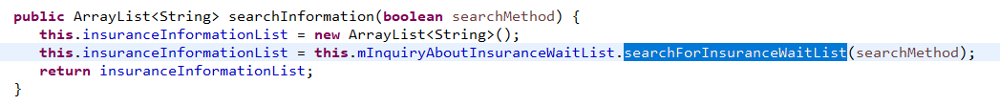 public ArrayList<String> searchInformation(boolean searchMethod) {
this.insuranceInformationList = new ArrayList<String>();
this.insuranceInformationList = this.mInquiryAboutInsuranceWaitList.searchForInsuranceWaitList(searchMethod);
return insuranceInformationList;
}